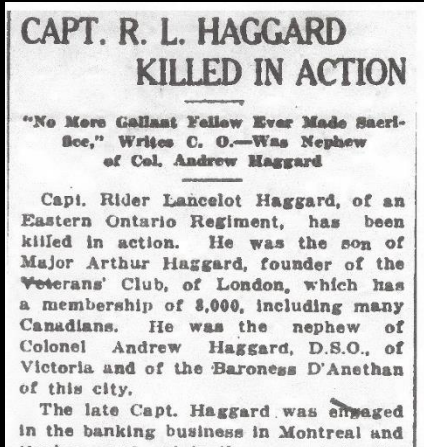 CAPT. R. L. HAGGARD
KILLED IN ACTION
"No More Gallant Fellow Ever Made Sacri-
fice," Writes C. O.—Was Nephew
of Col. Andrew Haggard
Capt. Rider Lancelot Haggard, of an
Eastern Ontario Regiment, has been
killed in action. He was the son of
Major Arthur Haggard, founder of the
Veterans' Club, of London, which has
a membership of 8,000, including many
Canadians. He was the nephew of
Colonel Andrew Haggard, D.S.O., of
Victoria and of the Baroness D'Anethan
of this city.
The late Capt. Haggard was engaged
in the banking business in Montreal and